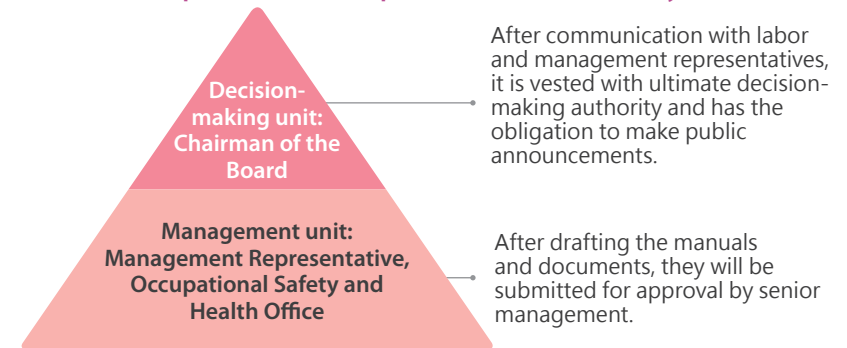 Decision-
making unit:
Chairman of the
Board
After communication with labor
and management representatives,
it is vested with ultimate decision-
making authority and has the
obligation to make public
announcements.
Management unit:
Management Representative,
Occupational Safety and
Health Office
After drafting the manuals
and documents, they will be
submitted for approval by senior
management.